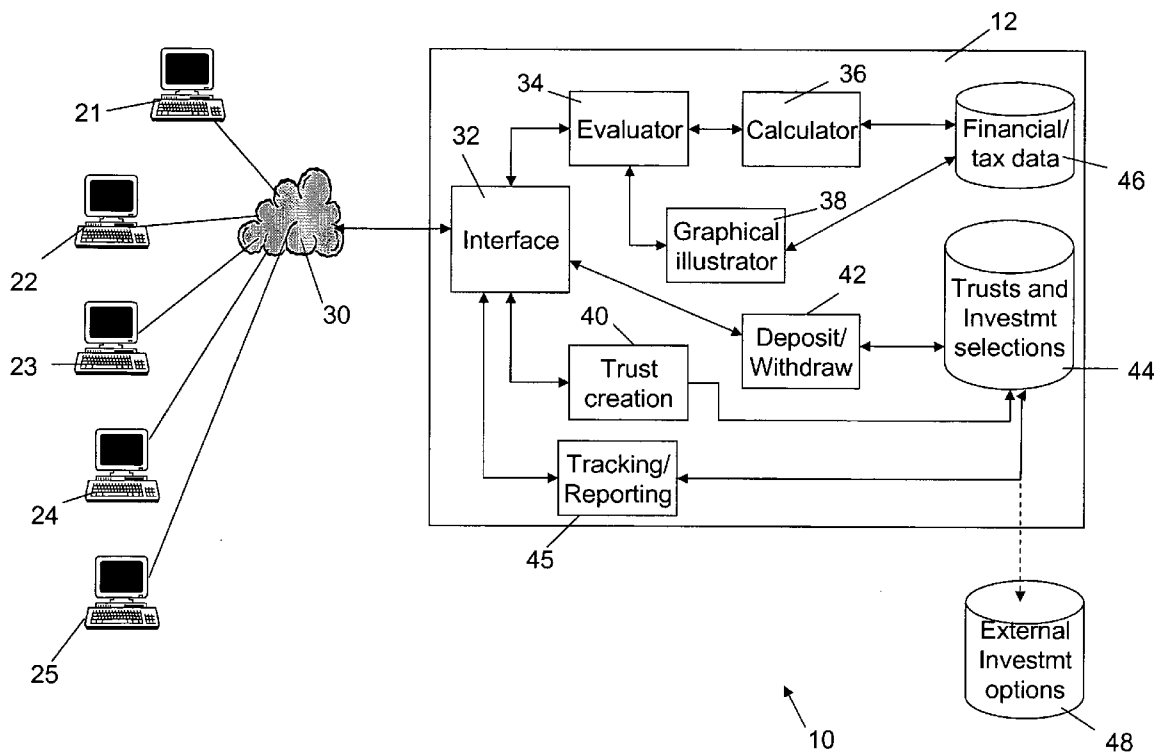 12
34
36
21
Evaluator
Calculator
Financial/
tax data
32
46
38
Interface
Graphical
illustrator
22
30
42
Trusts and
Investmt
selections
40
Deposit/
Withdraw
23
44
Trust
creation
Tracking/
Reporting
24
45
External
Investmt
options
25
10
48